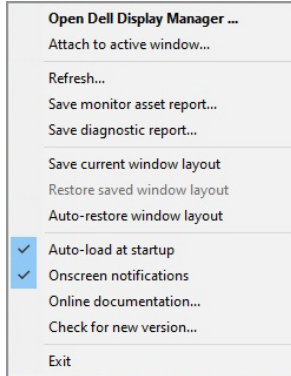 Open Dell Display Manager ...
Attach to active window...
Refresh...
Save monitor asset report...
Save diagnostic report...
Save current window layout
Restore saved window layout
Auto-restore window layout
Auto-load at startup
Onscreen notifications
Online documentation...
Check for new version...
Exit